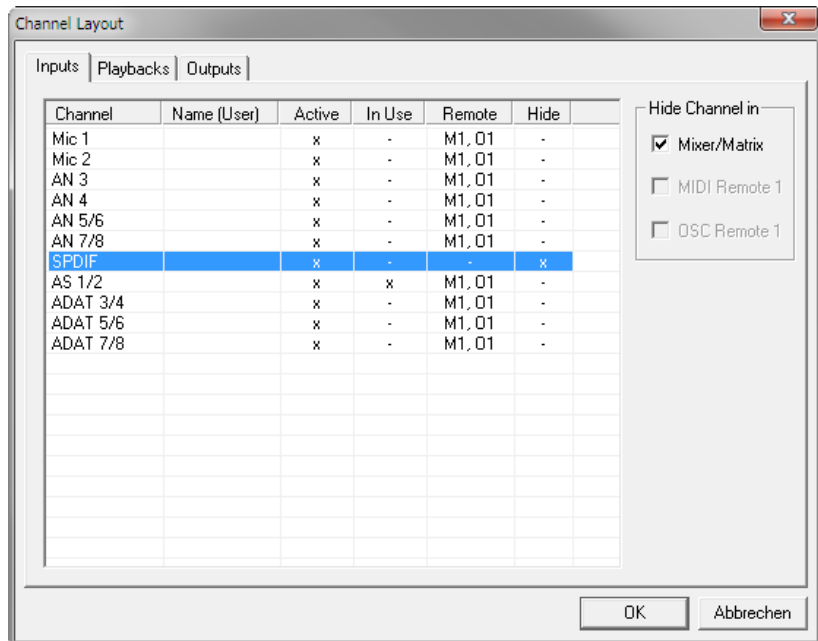 Channel Layout
Inputs Playbacks Outputs
Channel Name (User) Active In Use Remote Hide
Mic 1 x - M1, O1 -
Mic 2 x - M1, O1 -
AN 3 x - M1, O1 -
AN 4 x - M1, O1 -
AN 5/6 x - M1, O1 -
AN 7/8 x - M1, O1 -
SPDIF x - - x
AS 1/2 x x M1, O1 -
ADAT 3/4 x - M1, O1 -
ADAT 5/6 x - M1, O1 -
ADAT 7/8 x - M1, O1 -
Hide Channel in
Mixer/Matrix
MIDI Remote 1
OSC Remote 1
OK Abbrechen